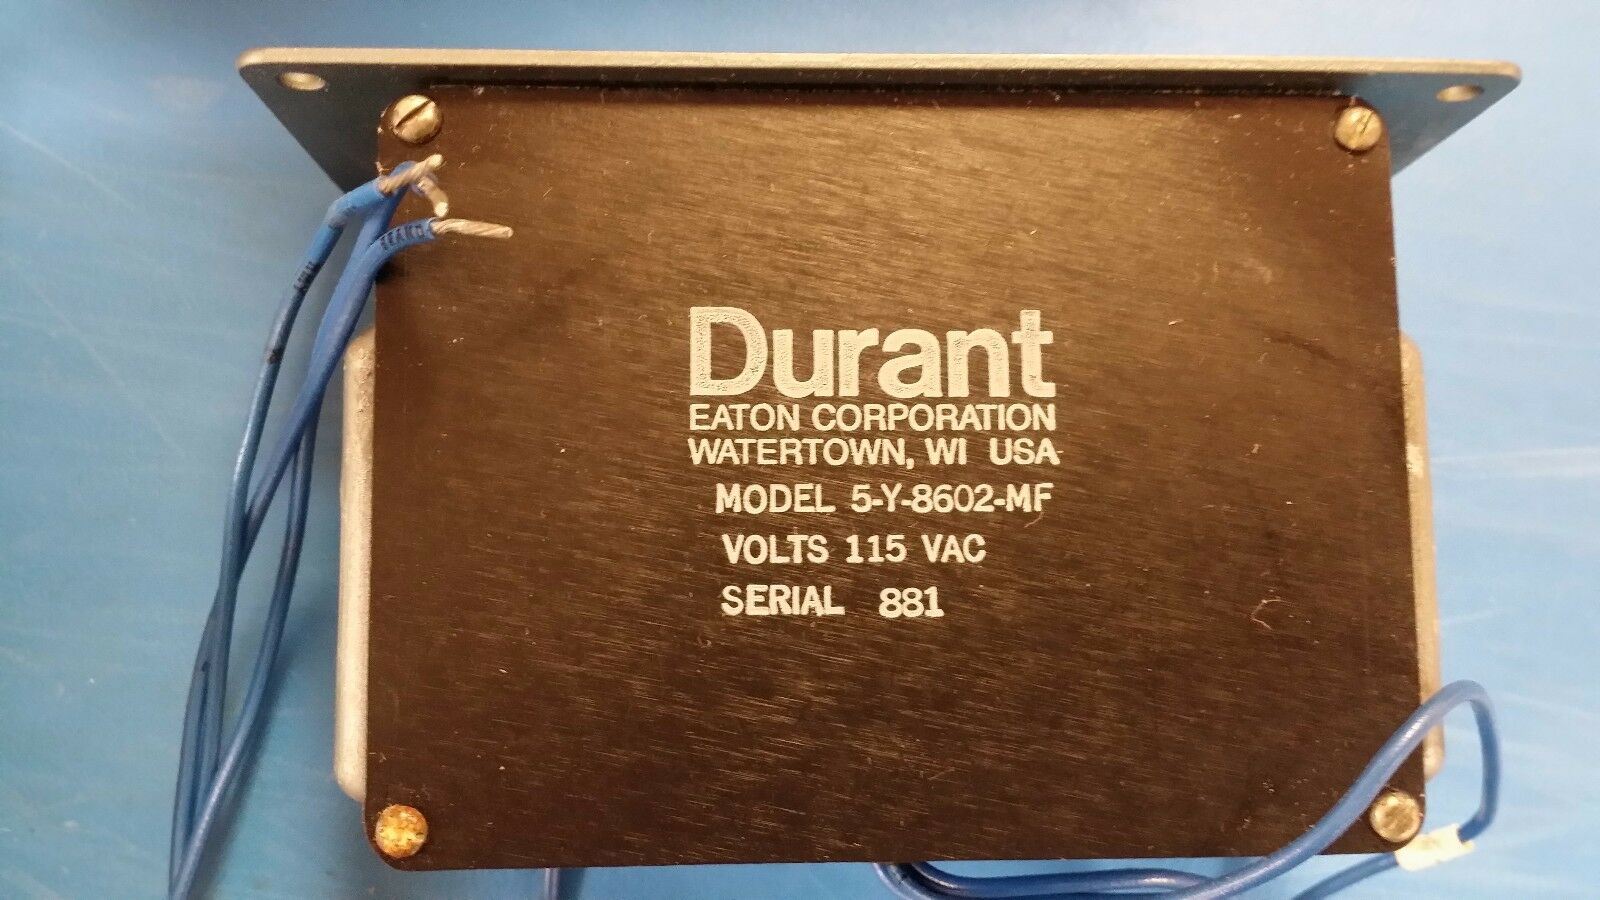 Durant
EATON CORPORATION
WATERTOWN, WI USA
MODEL 5-Y-8602-MF
VOLTS 115 VAC
SERIAL 881